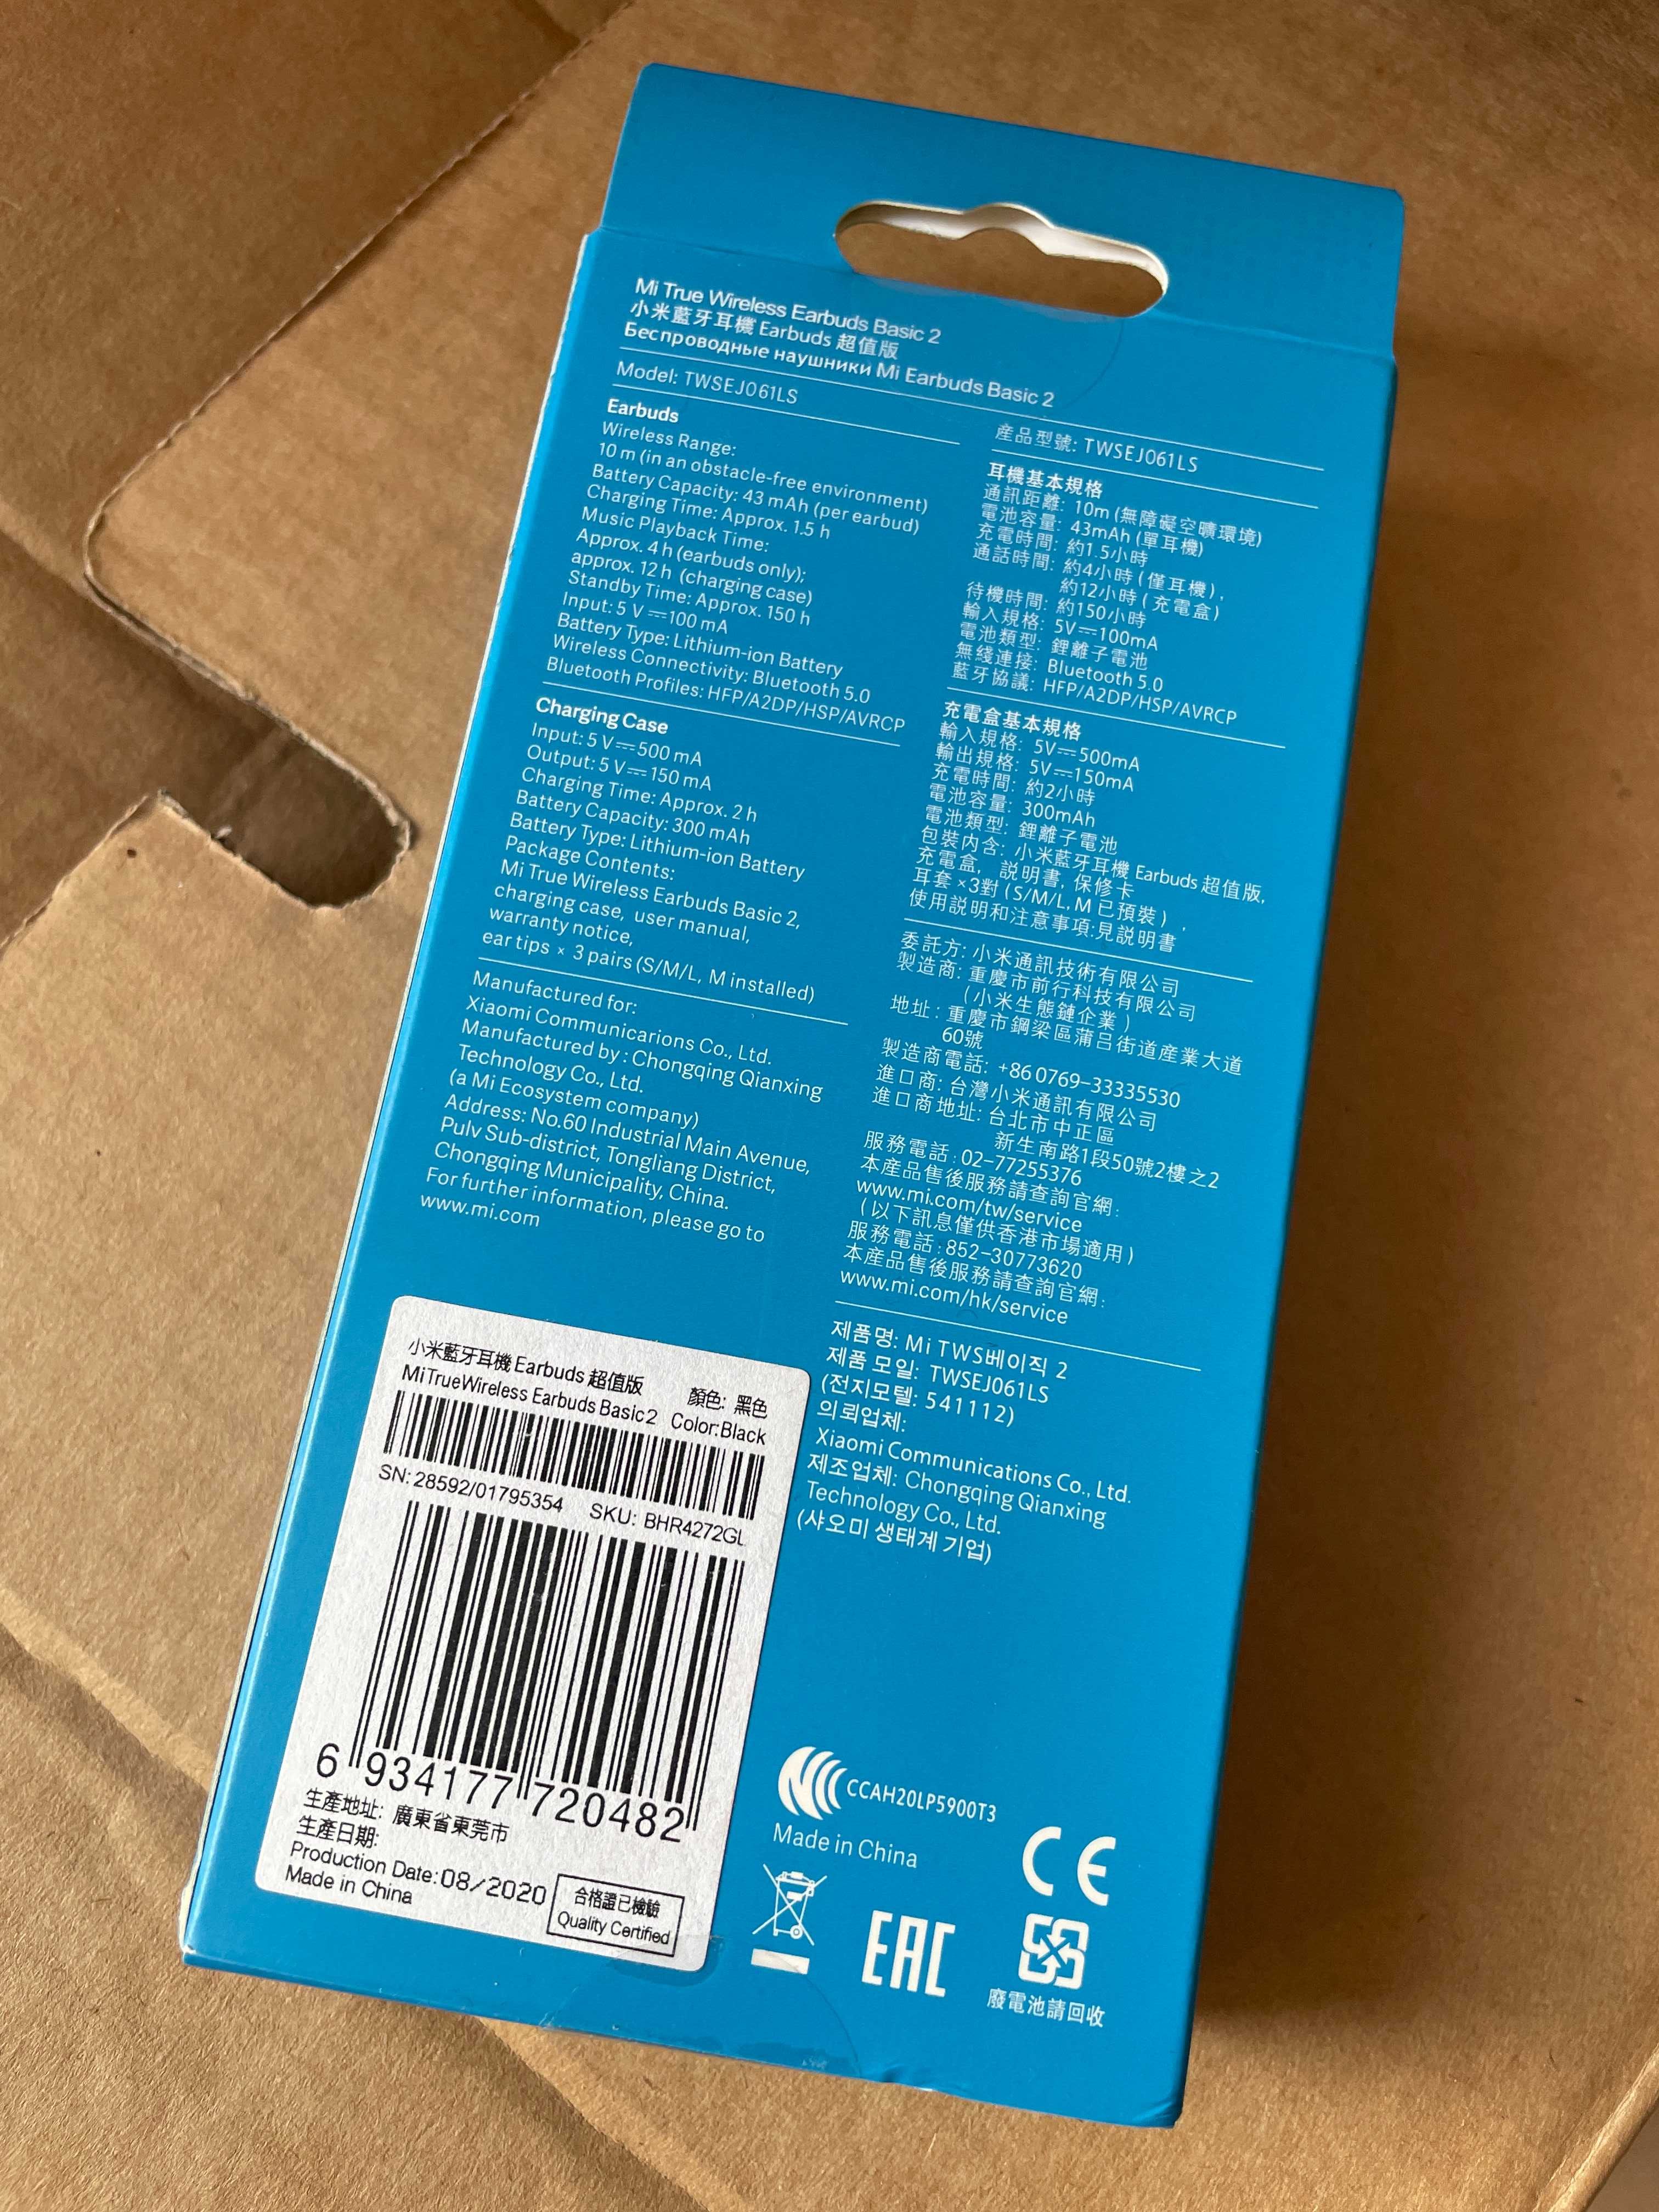 Mi True Wireless Earbuds Basic 2
小米藍牙耳機 Earbuds 超值版
Беспроводные наушники Mi Earbuds Basic 2
Model: TWSEJ061LS
Earbuds
Wireless Range:
10 m (in an obstacle-free environment)
Battery Capacity: 43 mAh (per earbud)
Charging Time: Approx. 1.5 h
Music Playback Time:
Approx. 4 h (earbuds only);
approx. 12 h (charging case)
Standby Time: Approx. 150 h
Input: 5 V⎓100 mA
Battery Type: Lithium-ion Battery
Wireless Connectivity: Bluetooth 5.0
Bluetooth Profiles: HFP/A2DP/HSP/AVRCP
Charging Case
Input: 5 V⎓500 mA
Output: 5 V⎓150 mA
Charging Time: Approx. 2 h
Battery Capacity: 300 mAh
Battery Type: Lithium-ion Battery
Package Contents:
Mi True Wireless Earbuds Basic 2,
charging case, user manual,
warranty notice,
ear tips × 3 pairs (S/M/L, M installed)
Manufactured for:
Xiaomi Communicarions Co., Ltd.
Manufactured by : Chongqing Qianxing
Technology Co., Ltd.
(a Mi Ecosystem company)
Address: No.60 Industrial Main Avenue,
Pulv Sub-district, Tongliang District,
Chongqing Municipality, China.
For further information, please go to
www.mi.com
産品型號: TWSEJ061LS
耳機基本規格
通訊距離: 10m (無障礙空曠環境)
電池容量: 43mAh (單耳機)
充電時間: 約1.5小時
通話時間: 約4小時 (僅耳機),
約12小時 (充電盒)
待機時間: 約150小時
輸入規格: 5V⎓100mA
電池類型: 鋰離子電池
無綫連接: Bluetooth 5.0
藍牙協議: HFP/A2DP/HSP/AVRCP
充電盒基本規格
輸入規格: 5V⎓500mA
輸出規格: 5V⎓150mA
充電時間: 約2小時
電池容量: 300mAh
電池類型: 鋰離子電池
包裝内含: 小米藍牙耳機 Earbuds 超值版,
充電盒, 説明書, 保修卡
耳套 ×3對 (S/M/L, M 已預裝) ,
使用説明和注意事項:見説明書
委託方: 小米通訊技術有限公司
製造商: 重慶市前行科技有限公司
(小米生態鏈企業)
地址: 重慶市銅梁區蒲呂街道産業大道
60號
製造商電話: +86 0769-33335530
進口商: 台灣小米通訊有限公司
進口商地址: 台北市中正區
新生南路1段50號2樓之2
服務電話: 02-77255376
本産品售後服務請查詢官網:
www.mi.com/tw/service
(以下訊息僅供香港市場適用)
服務電話: 852-30773620
本産品售後服務請查詢官網:
www.mi.com/hk/service
제품명: Mi TWS베이직 2
제품 모일: TWSEJ061LS
(전지모텔: 541112)
의뢰업체:
Xiaomi Communications Co., Ltd.
제조업체: Chongqing Qianxing
Technology Co., Ltd.
(샤오미 생태계 기업)
小米藍牙耳機 Earbuds 超值版 顏色: 黑色
Mi True Wireless Earbuds Basic 2 Color:Black
SN: 28592/01795354 SKU: BHR4272GL
6 934177 720482
生產地址: 廣東省東莞市
生產日期:
Production Date: 08/2020
Made in China
合格證已檢驗
Quality Certified
CCAH20LP5900T3
Made in China
CE
EAC
廢電池請回收